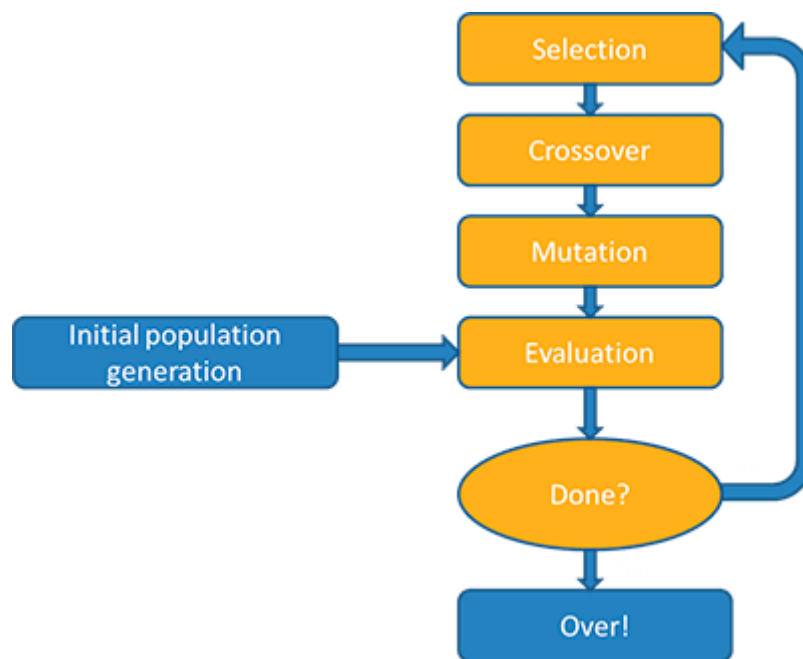 Selection
Crossover
Mutation
Initial population
generation
Evaluation
Done?
Over!